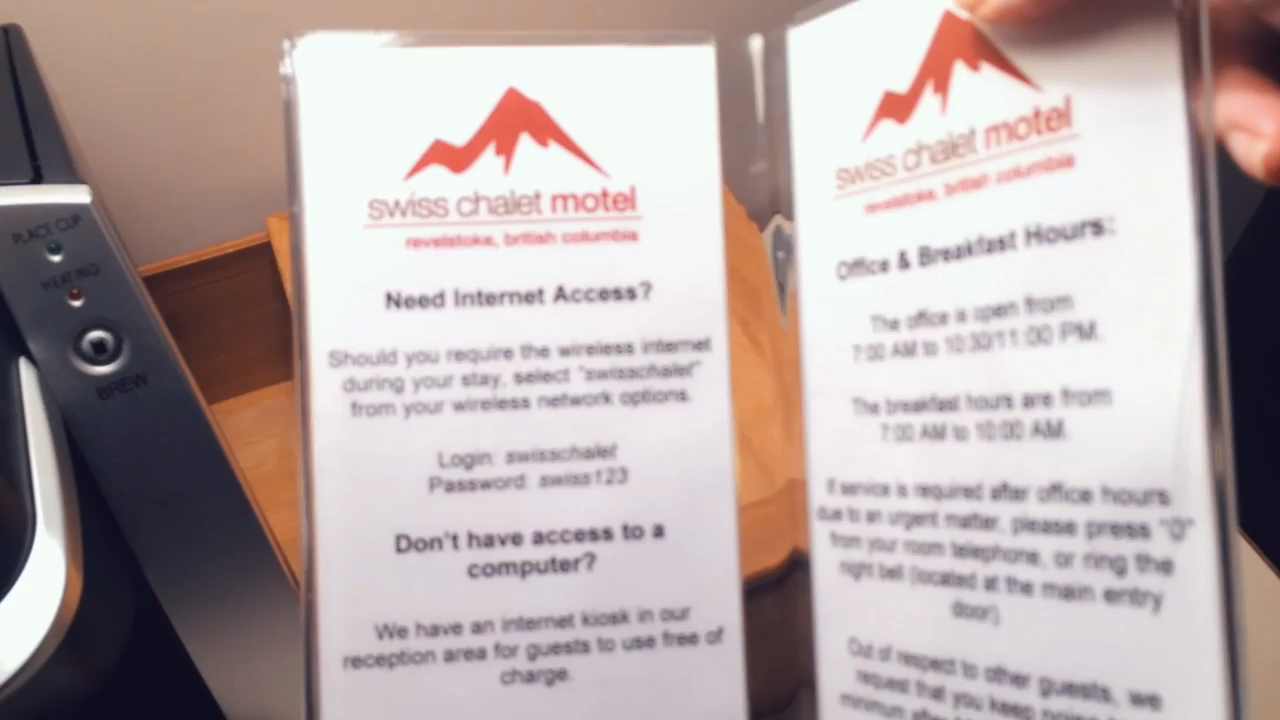 PLACE CUP
HEATING
BREW
swiss chalet motel
revelstoke, british columbia
Need Internet Access?
Should you require the wireless internet
during your stay, select "swisschalet"
from your wireless network options.
Login: swisschalet
Password: swiss123
Don't have access to a
computer?
We have an internet kiosk in our
reception area for guests to use free of
charge.
swiss chalet motel
revelstoke, british columbia
Office & Breakfast Hours:
The office is open from
7:00 AM to 10:30/11:00 PM.
The breakfast hours are from
7:00 AM to 10:00 AM.
If service is required after office hours
due to an urgent matter, please press "0"
from your room telephone, or ring the
night bell (located at the main entry
door).
Out of respect to other guests, we
request that you keep noise
minimum after